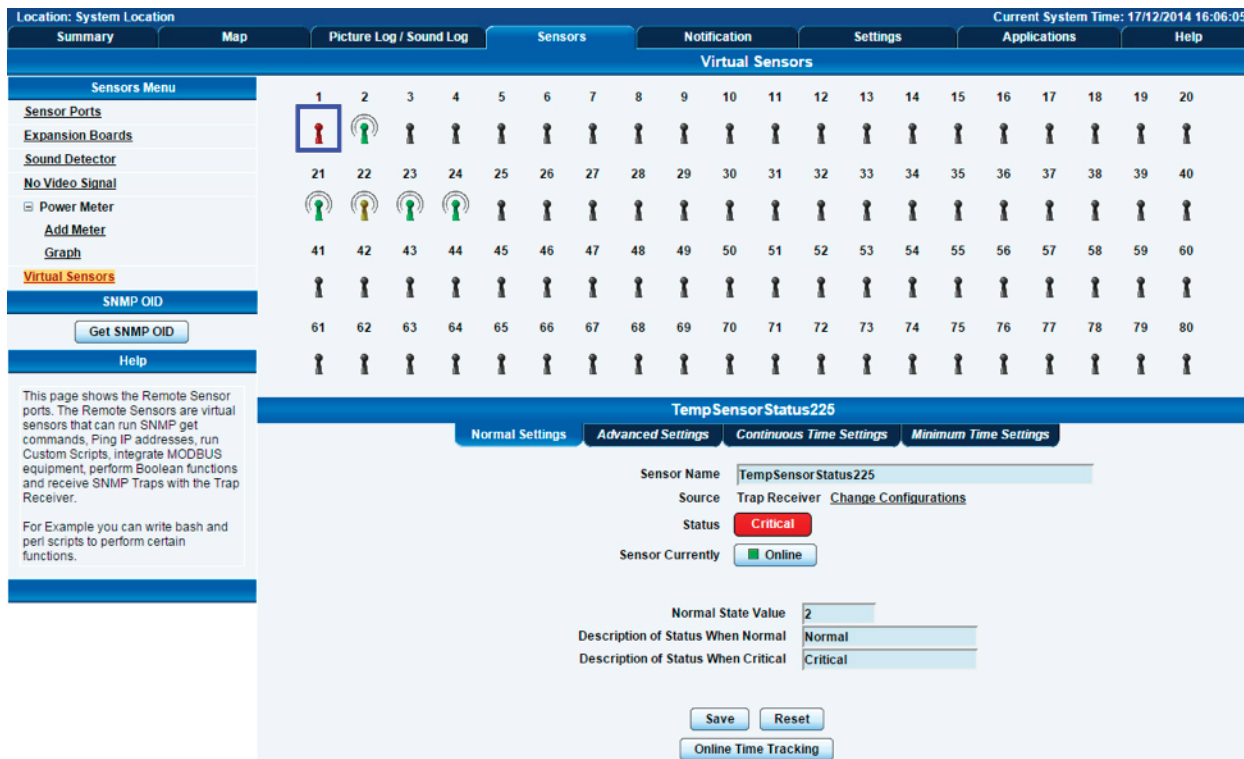 Location: System Location
Current System Time: 17/12/2014 16:06:05
Summary Map Picture Log / Sound Log Sensors Notification Settings Applications Help
Virtual Sensors
Sensors Menu
Sensor Ports
Expansion Boards
Sound Detector
No Video Signal
Power Meter
Add Meter
Graph
Virtual Sensors
SNMP OID
Get SNMP OID
Help
This page shows the Remote Sensor
ports. The Remote Sensors are virtual
sensors that can run SNMP get
commands, Ping IP addresses, run
Custom Scripts, integrate MODBUS
equipment, perform Boolean functions
and receive SNMP Traps with the Trap
Receiver.
For Example you can write bash and
perl scripts to perform certain
functions.
1 2 3 4 5 6 7 8 9 10 11 12 13 14 15 16 17 18 19 20
21 22 23 24 25 26 27 28 29 30 31 32 33 34 35 36 37 38 39 40
41 42 43 44 45 46 47 48 49 50 51 52 53 54 55 56 57 58 59 60
61 62 63 64 65 66 67 68 69 70 71 72 73 74 75 76 77 78 79 80
TempSensorStatus225
Normal Settings Advanced Settings Continuous Time Settings Minimum Time Settings
Sensor Name TempSensorStatus225
Source Trap Receiver Change Configurations
Status Critical
Sensor Currently Online
Normal State Value 2
Description of Status When Normal Normal
Description of Status When Critical Critical
Save Reset
Online Time Tracking